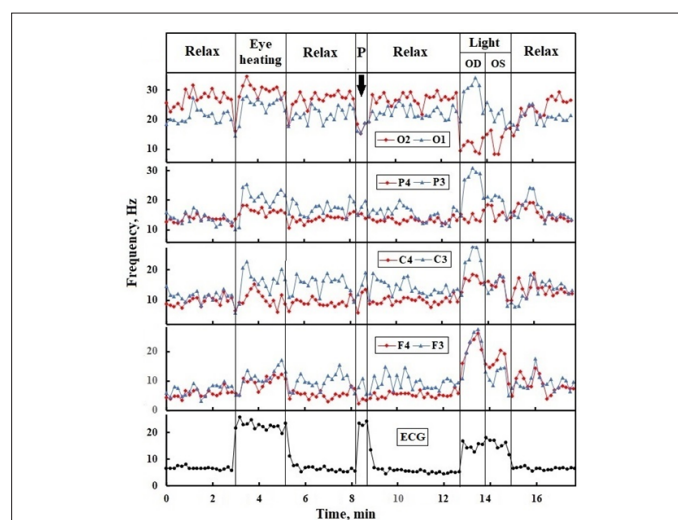 Relax Eye heating Relax P Relax Light Relax
OD OS
30
20
10
O2 O1
30
20
10
P4 P3
20
10
C4 C3
20
10
0
F4 F3
20
10
0
ECG
Frequency, Hz
0 2 4 6 8 10 12 14 16
Time, min